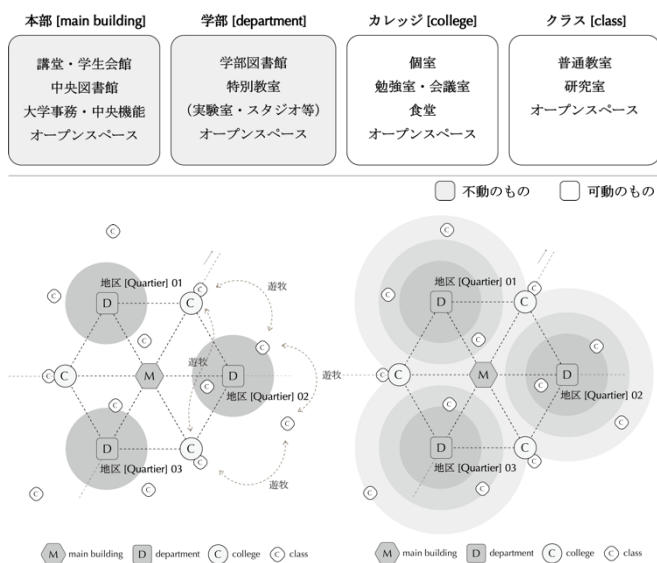 本部 [main building]
学部 [department]
カレッジ [college]
クラス [class]
講堂・学生会館
中央図書館
大学事務・中央機能
オープンスペース
学部図書館
特別教室
(実験室・スタジオ等)
オープンスペース
個室
勉強室・会議室
食堂
オープンスペース
普通教室
研究室
オープンスペース
不動のもの
可動のもの
C
地区 [Quartier] 01
D
C
C
C
遊牧
C
遊牧
C
C
C
M
C
D
地区 [Quartier] 02
遊牧
C
C
D
地区 [Quartier] 03
C
C
遊牧
C
C
M main building
D department
C college
C class
C
地区 [Quartier] 01
D
C
C
C
C
C
C
C
M
C
D
地区 [Quartier] 02
C
C
D
地区 [Quartier] 03
C
C
C
C
M main building
D department
C college
C class